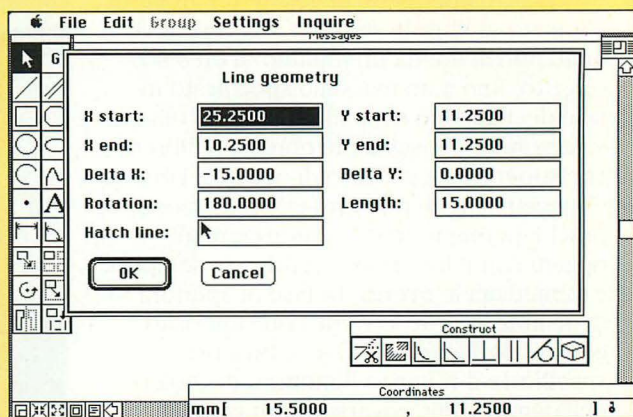 File Edit Group Settings Inquire
Messages
G
Line geometry
X start: 25.2500 Y start: 11.2500
X end: 10.2500 Y end: 11.2500
Delta X: -15.0000 Delta Y: 0.0000
Rotation: 180.0000 Length: 15.0000
Hatch line:
OK Cancel
A
Construct
Coordinates
mm[ 15.5000 , 11.2500 ]